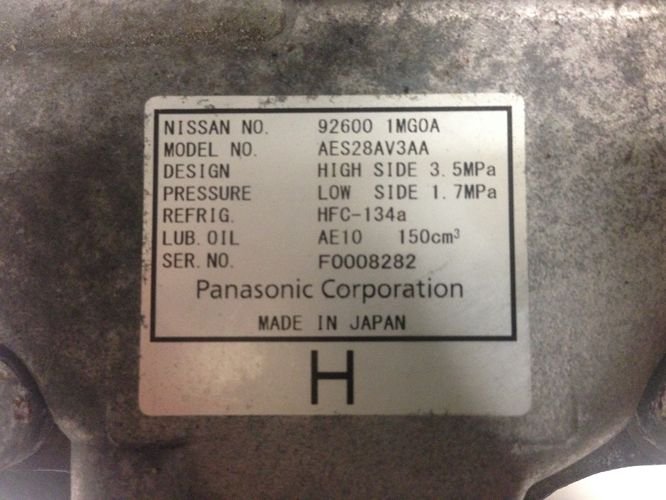 NISSAN NO. 92600 1MG0A
MODEL NO. AES28AV3AA
DESIGN HIGH SIDE 3.5MPa
PRESSURE LOW SIDE 1.7MPa
REFRIG. HFC-134a
LUB. OIL AE10 150cm³
SER. NO. F0008282
Panasonic Corporation
MADE IN JAPAN
H